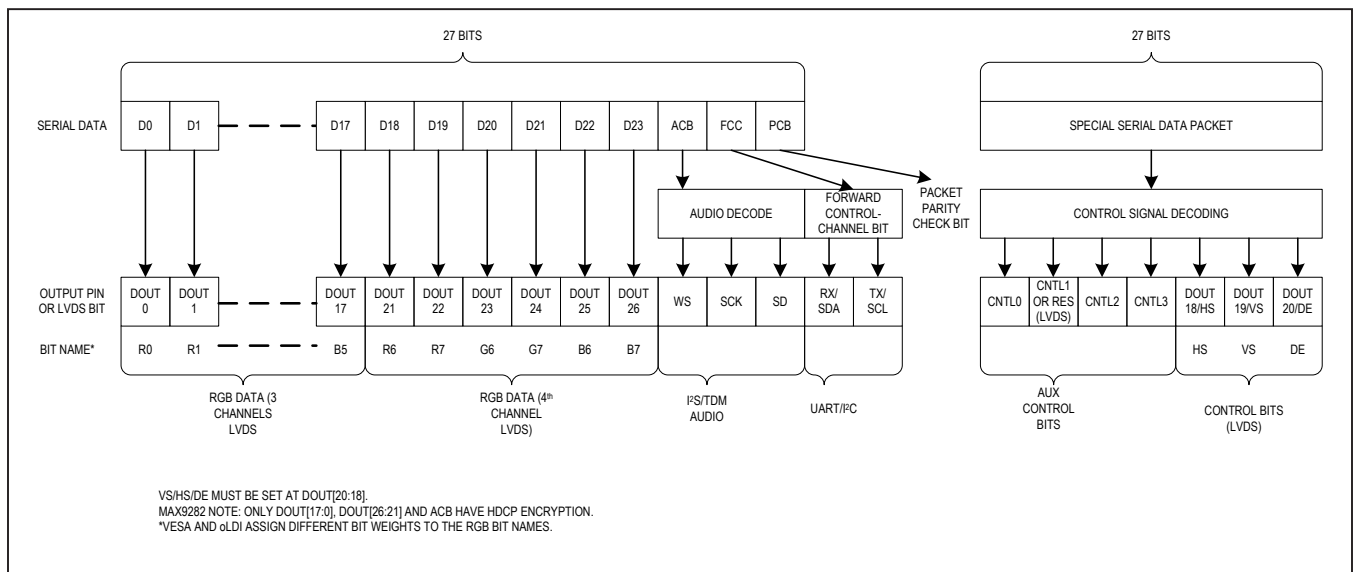 27 BITS
27 BITS
SERIAL DATA
D0
D1
D17
D18
D19
D20
D21
D22
D23
ACB
FCC
PCB
SPECIAL SERIAL DATA PACKET
AUDIO DECODE
FORWARD
CONTROL-
CHANNEL BIT
PACKET
PARITY
CHECK BIT
CONTROL SIGNAL DECODING
OUTPUT PIN
OR LVDS BIT
DOUT
0
DOUT
1
DOUT
17
DOUT
21
DOUT
22
DOUT
23
DOUT
24
DOUT
25
DOUT
26
WS
SCK
SD
RX/
SDA
TX/
SCL
CNTL0
CNTL1
OR RES
(LVDS)
CNTL2
CNTL3
DOUT
18/HS
DOUT
19/VS
DOUT
20/DE
BIT NAME*
R0
R1
B5
R6
R7
G6
G7
B6
B7
HS
VS
DE
RGB DATA (3
CHANNELS
LVDS
RGB DATA (4th
CHANNEL
LVDS)
I²S/TDM
AUDIO
UART/I²C
AUX
CONTROL
BITS
CONTROL BITS
(LVDS)
VS/HS/DE MUST BE SET AT DOUT[20:18].
MAX9282 NOTE: ONLY DOUT[17:0], DOUT[26:21] AND ACB HAVE HDCP ENCRYPTION.
*VESA AND oLDI ASSIGN DIFFERENT BIT WEIGHTS TO THE RGB BIT NAMES.